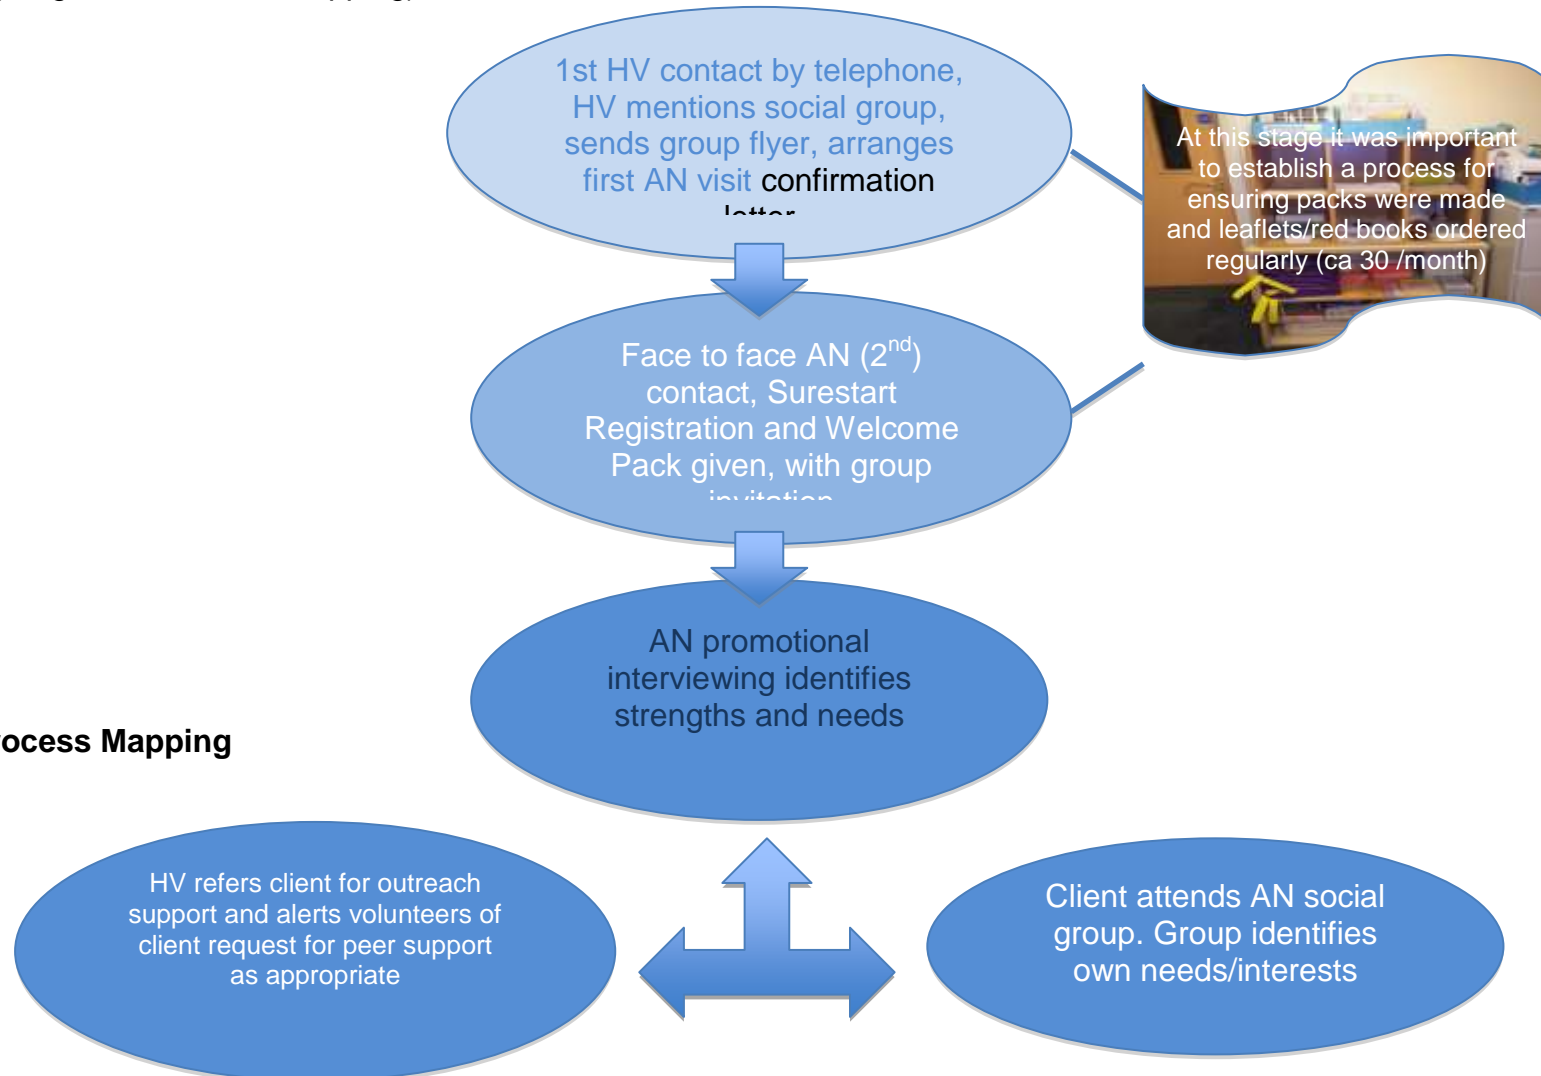 1st HV contact by telephone,
HV mentions social group,
sends group flyer, arranges
first AN visit confirmation
letter
At this stage it was important
to establish a process for
ensuring packs were made
and leaflets/red books ordered
regularly (ca 30 /month)
Face to face AN (2nd)
contact, Surestart
Registration and Welcome
Pack given, with group
invitation
AN promotional
interviewing identifies
strengths and needs
rocess Mapping
HV refers client for outreach
support and alerts volunteers of
client request for peer support
as appropriate
Client attends AN social
group. Group identifies
own needs/interests